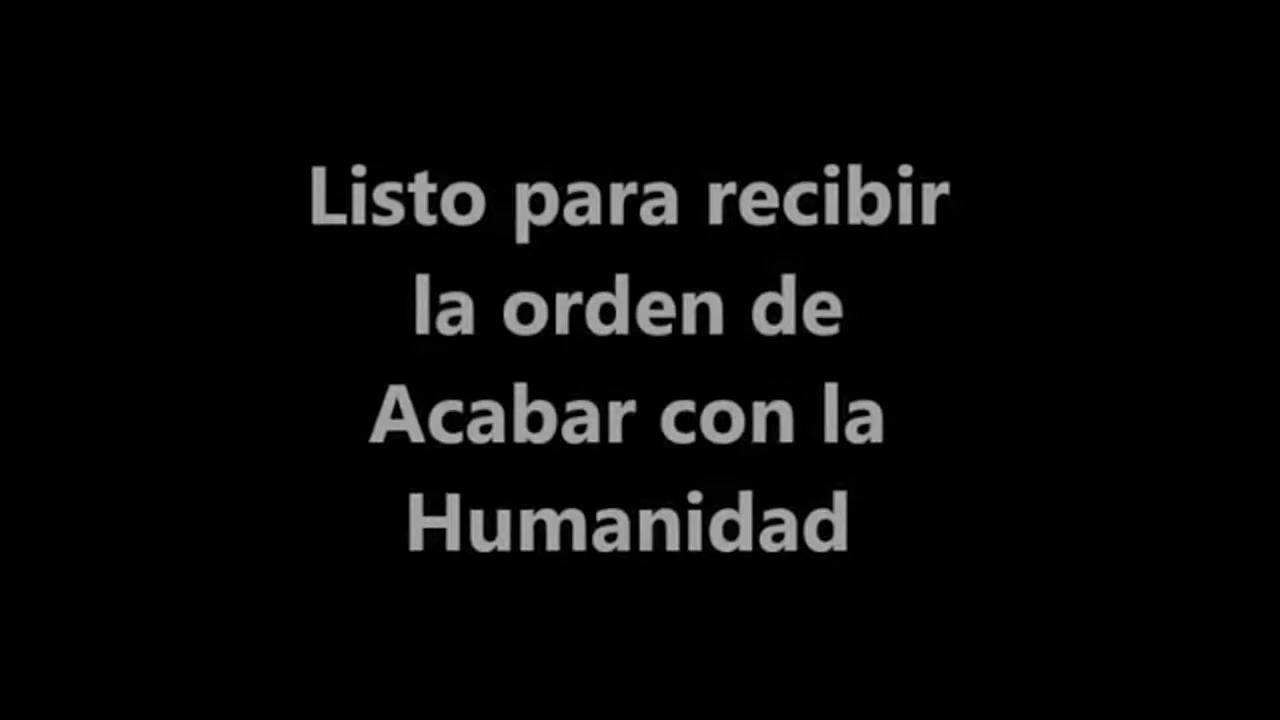 Listo para recibir
la orden de
Acabar con la
Humanidad